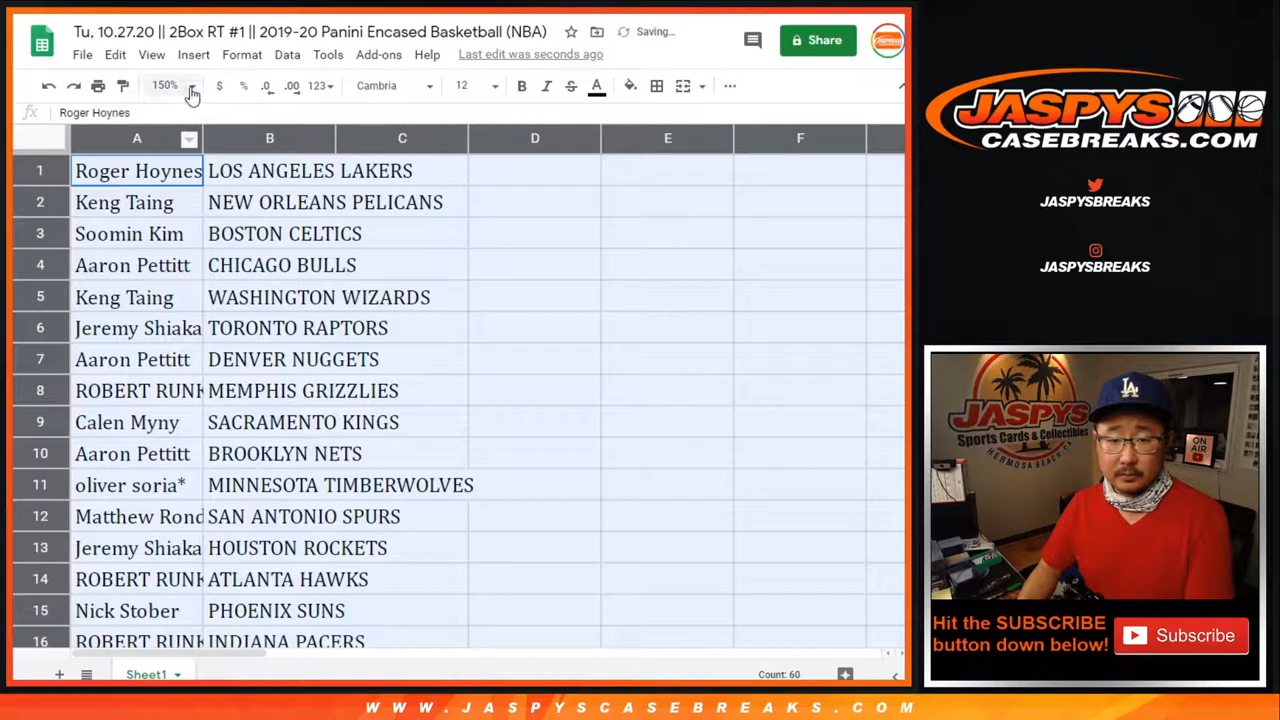 Tu, 10.27.20 || 2Box RT #1 || 2019-20 Panini Encased Basketball (NBA) Saving...
File Edit View Insert Format Data Tools Add-ons Help Last edit was seconds ago
Share
150% $ % .0 .00 123 Cambria 12 B I S A
fx Roger Hoynes
A B C D E F
1 Roger Hoynes LOS ANGELES LAKERS
2 Keng Taing NEW ORLEANS PELICANS
3 Soomin Kim BOSTON CELTICS
4 Aaron Pettitt CHICAGO BULLS
5 Keng Taing WASHINGTON WIZARDS
6 Jeremy Shiaka TORONTO RAPTORS
7 Aaron Pettitt DENVER NUGGETS
8 ROBERT RUNK MEMPHIS GRIZZLIES
9 Calen Myny SACRAMENTO KINGS
10 Aaron Pettitt BROOKLYN NETS
11 oliver soria* MINNESOTA TIMBERWOLVES
12 Matthew Rond SAN ANTONIO SPURS
13 Jeremy Shiaka HOUSTON ROCKETS
14 ROBERT RUNK ATLANTA HAWKS
15 Nick Stober PHOENIX SUNS
16 ROBERT RUNK INDIANA PACERS
Sheet1
Count: 60
JASPYS
CASEBREAKS.COM
JASPYSBREAKS
JASPYSBREAKS
JASPYS
Sports Cards & Collectibles
HERMOSA BEACH CA
LA
ON
AIR
Hit the SUBSCRIBE
button down below!
Subscribe
WWW.JASPYSCASEBREAKS.COM